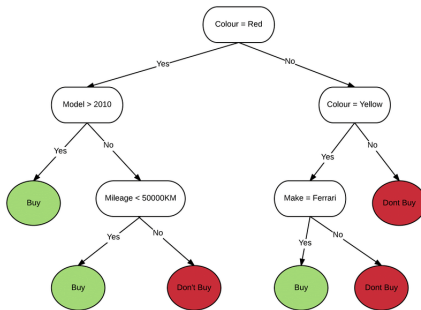 Colour = Red
Yes
No
Model > 2010
Colour = Yellow
Yes
No
Yes
No
Buy
Mileage < 50000KM
Make = Ferrari
Dont Buy
Yes
No
Yes
No
Buy
Don't Buy
Buy
Dont Buy